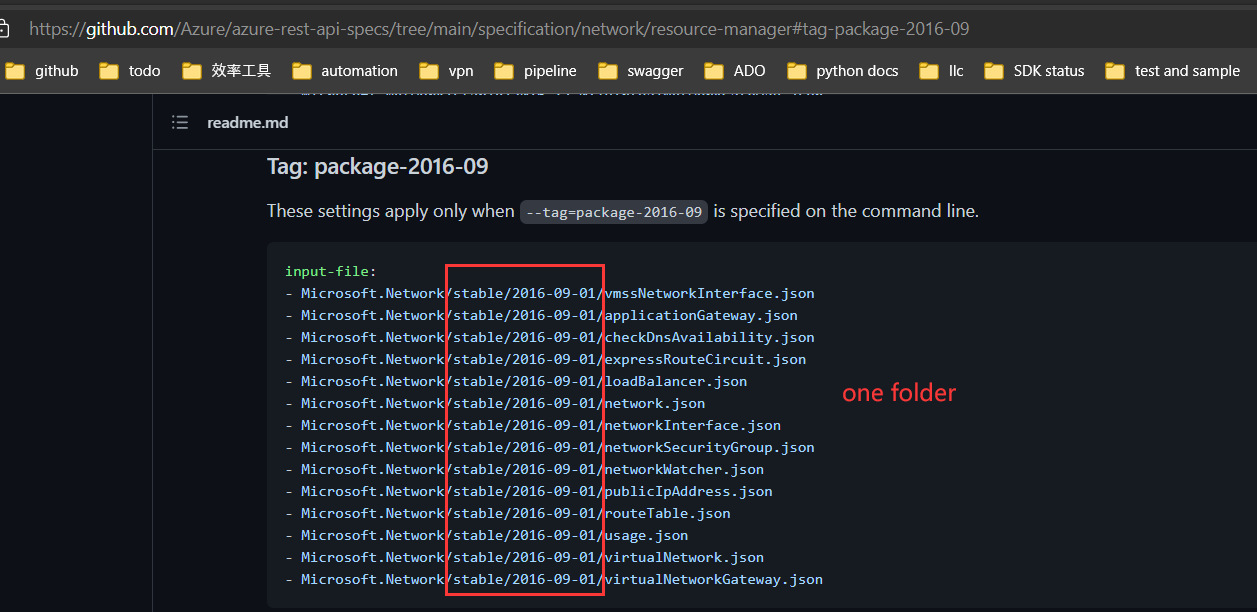 https://github.com/Azure/azure-rest-api-specs/tree/main/specification/network/resource-manager#tag-package-2016-09
github todo 效率工具 automation vpn pipeline swagger ADO python docs llc SDK status test and sample
readme.md
Tag: package-2016-09
These settings apply only when --tag=package-2016-09 is specified on the command line.
input-file:
- Microsoft.Network/stable/2016-09-01/vmssNetworkInterface.json
- Microsoft.Network/stable/2016-09-01/applicationGateway.json
- Microsoft.Network/stable/2016-09-01/checkDnsAvailability.json
- Microsoft.Network/stable/2016-09-01/expressRouteCircuit.json
- Microsoft.Network/stable/2016-09-01/loadBalancer.json
one folder
- Microsoft.Network/stable/2016-09-01/network.json
- Microsoft.Network/stable/2016-09-01/networkInterface.json
- Microsoft.Network/stable/2016-09-01/networkSecurityGroup.json
- Microsoft.Network/stable/2016-09-01/networkWatcher.json
- Microsoft.Network/stable/2016-09-01/publicIpAddress.json
- Microsoft.Network/stable/2016-09-01/routeTable.json
- Microsoft.Network/stable/2016-09-01/usage.json
- Microsoft.Network/stable/2016-09-01/virtualNetwork.json
- Microsoft.Network/stable/2016-09-01/virtualNetworkGateway.json